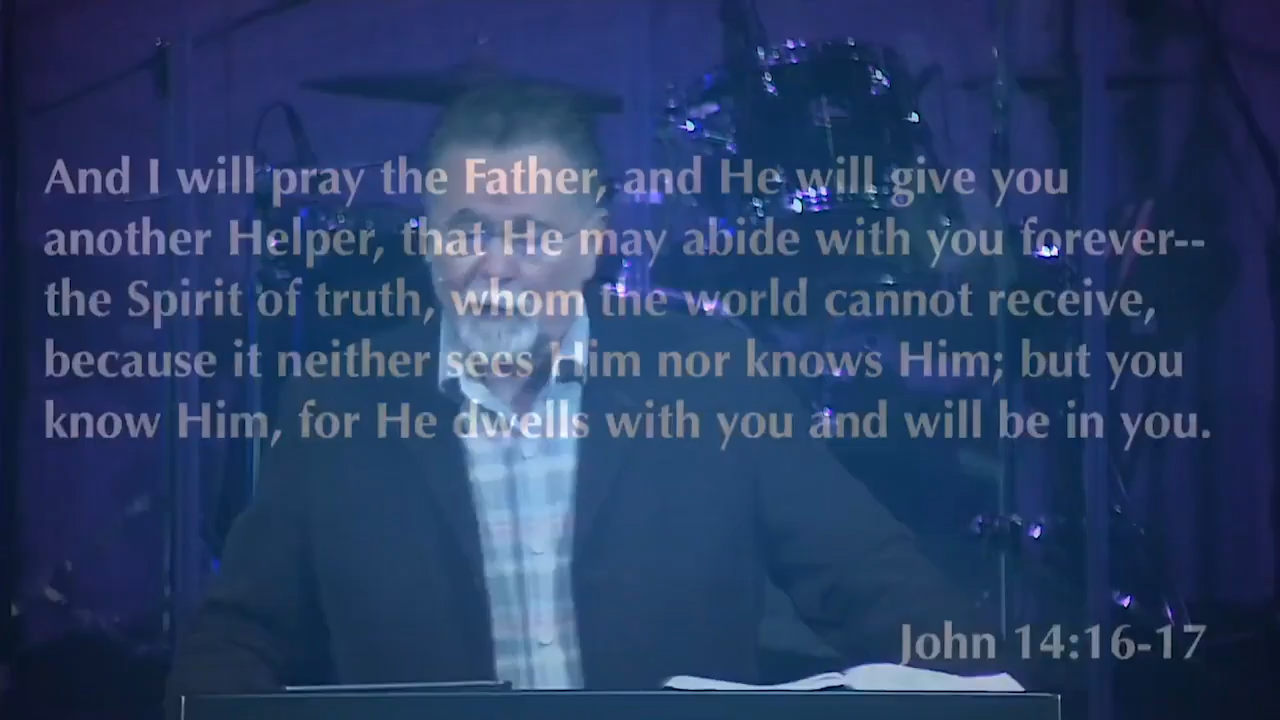 And I will pray the Father, and He will give you
another Helper, that He may abide with you forever--
the Spirit of truth, whom the world cannot receive,
because it neither sees Him nor knows Him; but you
know Him, for He dwells with you and will be in you.
John 14:16-17